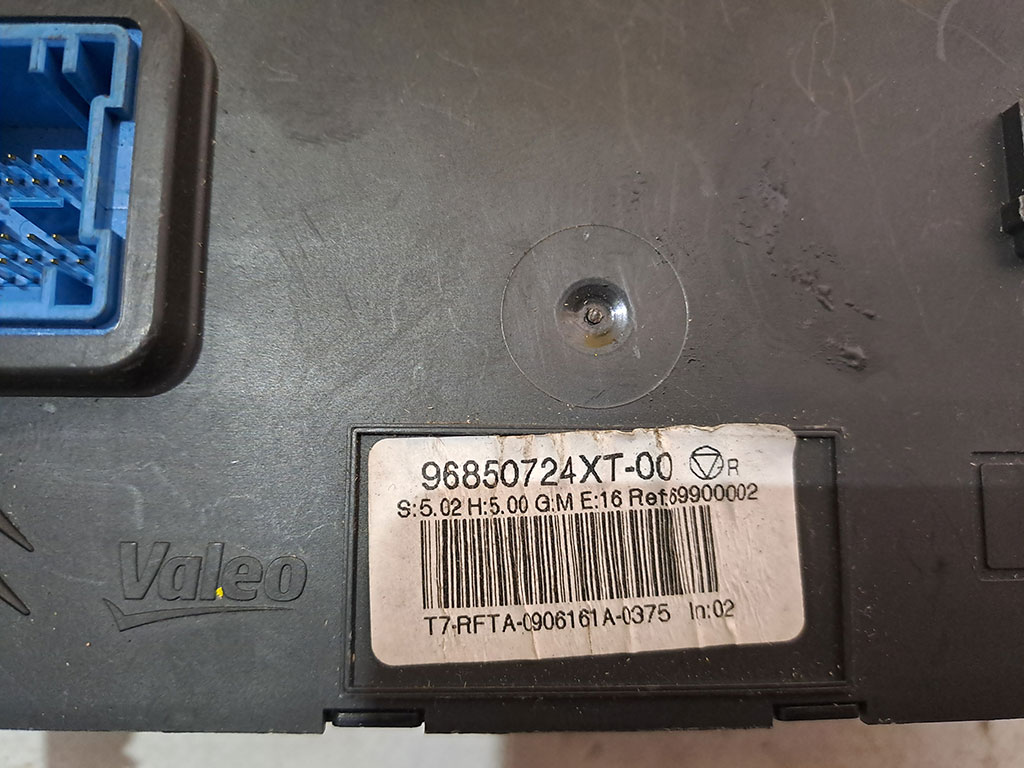 96850724XT-00 R
S:5.02 H:5.00 G:M E:16 Ref:69900002
T7-RFTA-0906161A-0375 In:02
Valeo